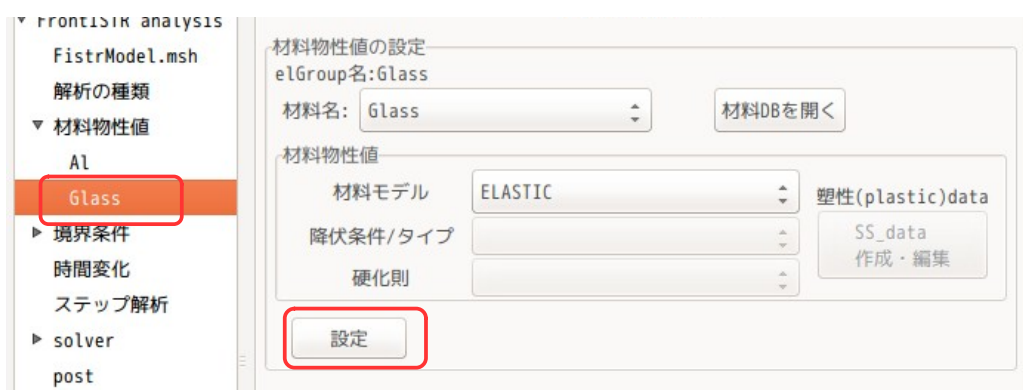 FrontISTR analysis
FistrModel.msh
解析の種類
材料物性値
Al
Glass
境界条件
時間変化
ステップ解析
solver
post
材料物性値の設定
elGroup名:Glass
材料名: Glass 材料DBを開く
材料物性値
材料モデル ELASTIC 塑性(plastic)data
降伏条件/タイプ SS_data
作成・編集
硬化則
設定